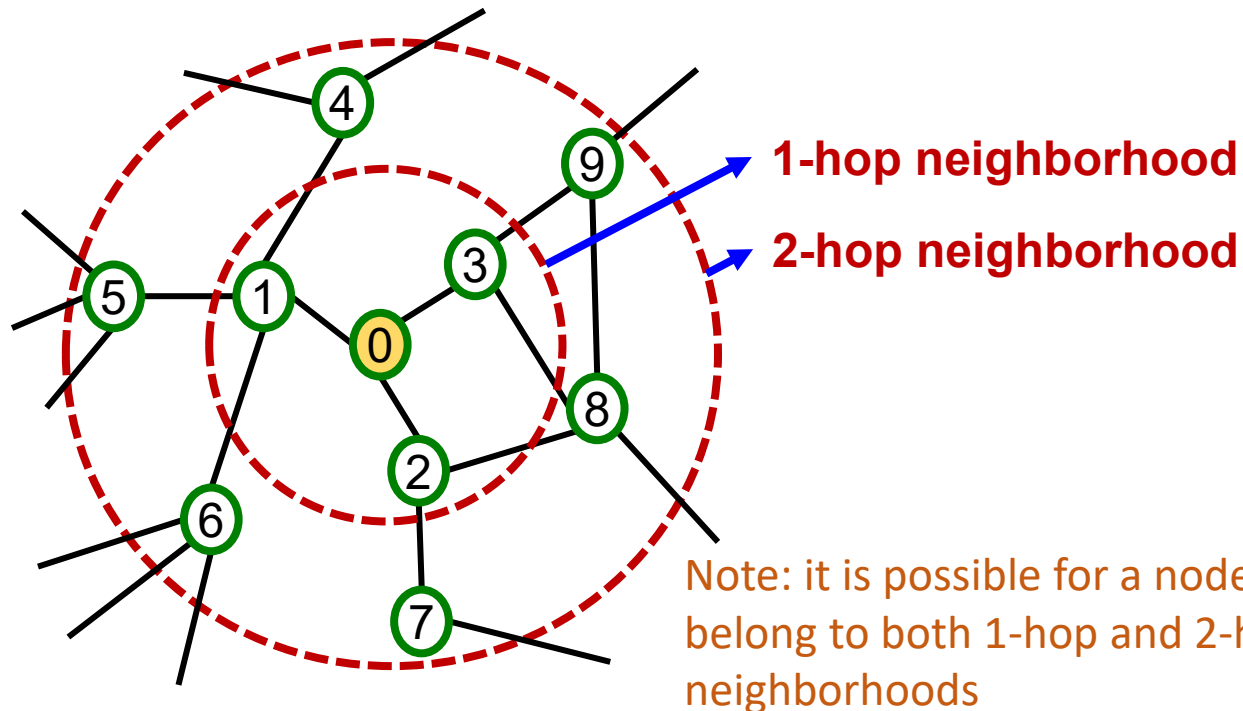 4
9
1-hop neighborhood
3
2-hop neighborhood
5
1
0
8
2
6
Note: it is possible for a node
7
belong to both 1-hop and 2-h
neighborhoods